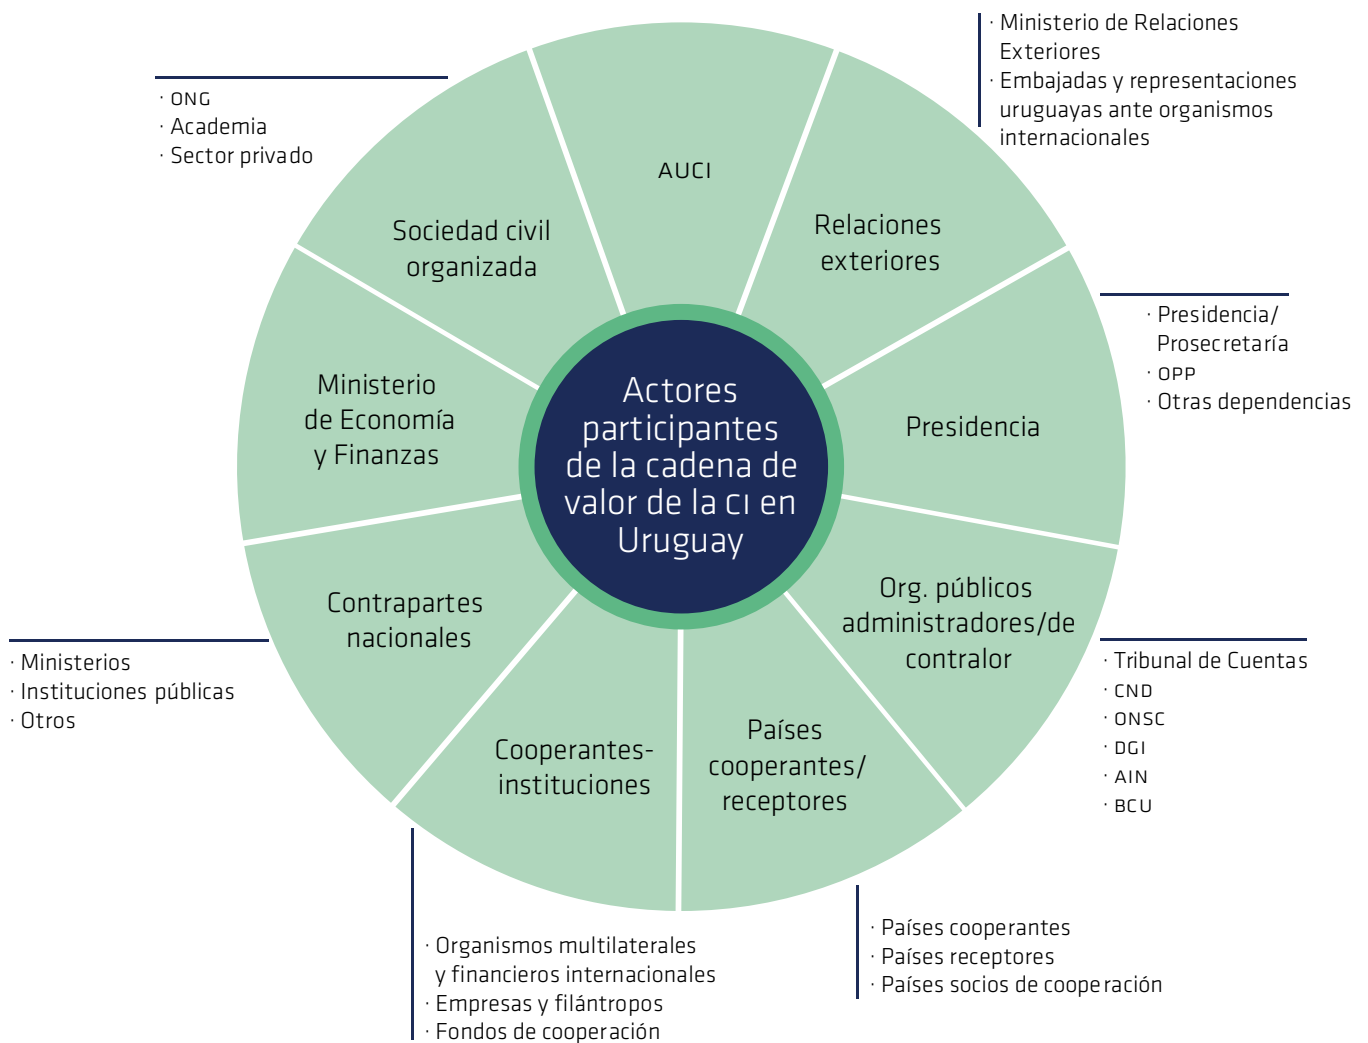 Actores
participantes
de la cadena de
valor de la CI en
Uruguay
AUCI
Relaciones
exteriores
· Ministerio de Relaciones
Exteriores
· Embajadas y representaciones
uruguayas ante organismos
internacionales
Presidencia
· Presidencia/
Prosecretaría
· OPP
· Otras dependencias
Org. públicos
administradores/de
contralor
· Tribunal de Cuentas
· CND
· ONSC
· DGI
· AIN
· BCU
Países
cooperantes/
receptores
· Países cooperantes
· Países receptores
· Países socios de cooperación
Cooperantes-
instituciones
· Organismos multilaterales
y financieros internacionales
· Empresas y filántropos
· Fondos de cooperación
Contrapartes
nacionales
· Ministerios
· Instituciones públicas
· Otros
Ministerio
de Economía
y Finanzas
Sociedad civil
organizada
· ONG
· Academia
· Sector privado